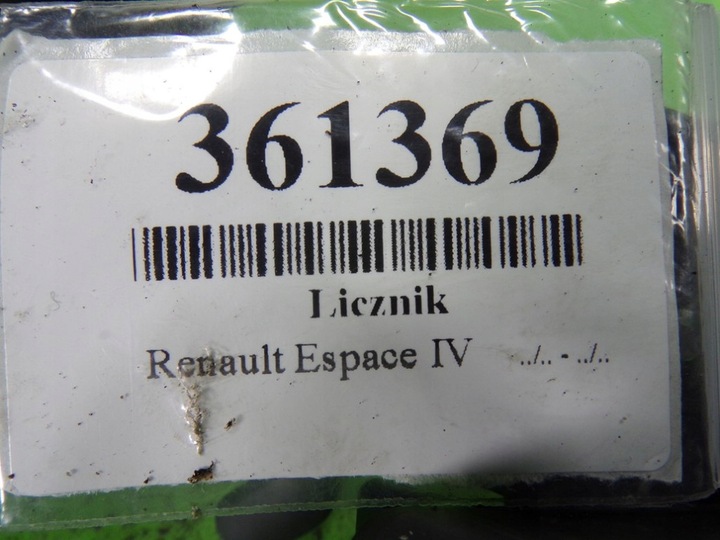 361369
Licznik
Renault Espace IV ../.. - ../..